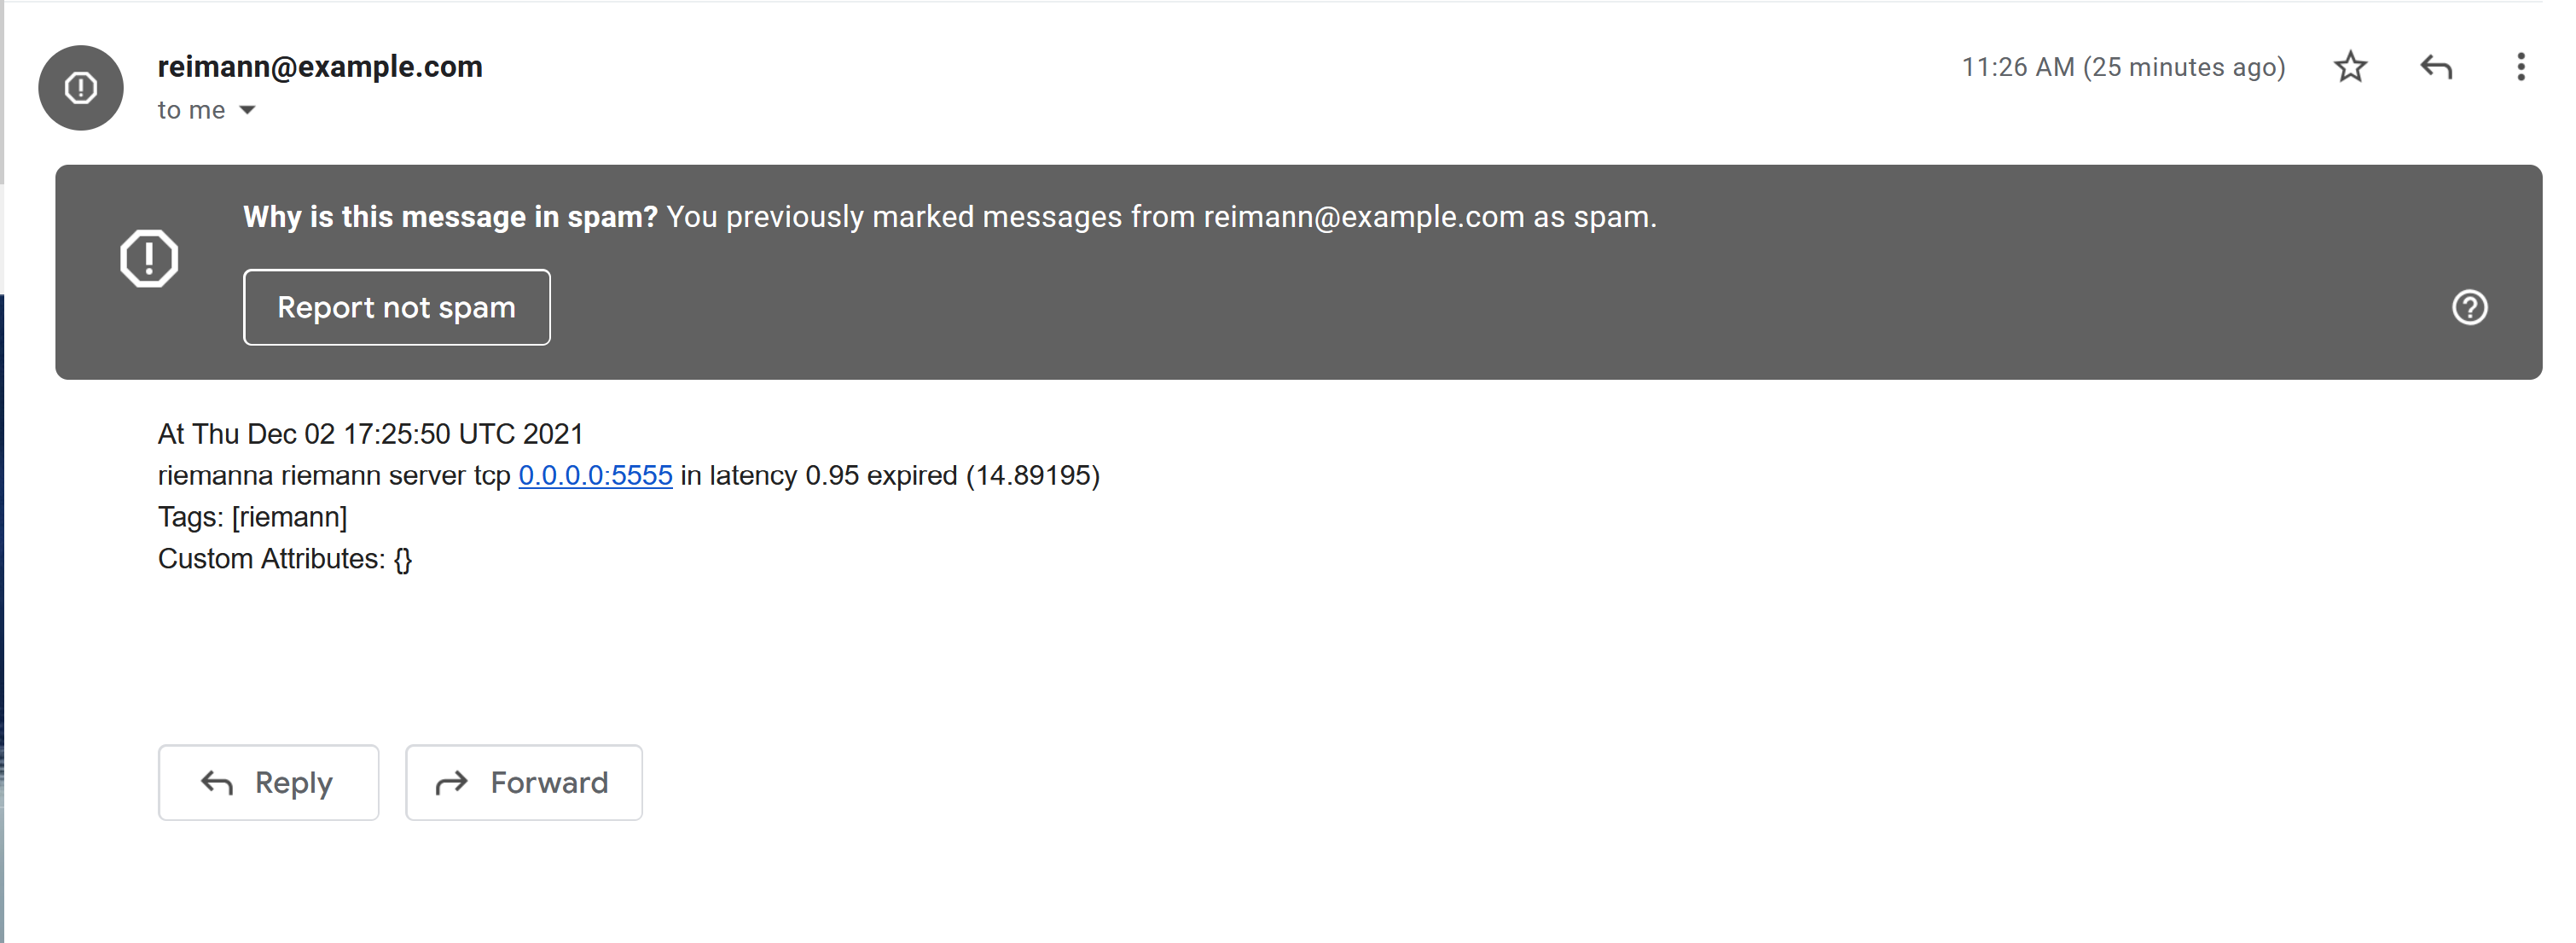 reimann@example.com
11:26 AM (25 minutes ago)
to me
Why is this message in spam? You previously marked messages from reimann@example.com as spam.
Report not spam
At Thu Dec 02 17:25:50 UTC 2021
riemanna riemann server tcp 0.0.0.0:5555 in latency 0.95 expired (14.89195)
Tags: [riemann]
Custom Attributes: {}
Reply
Forward